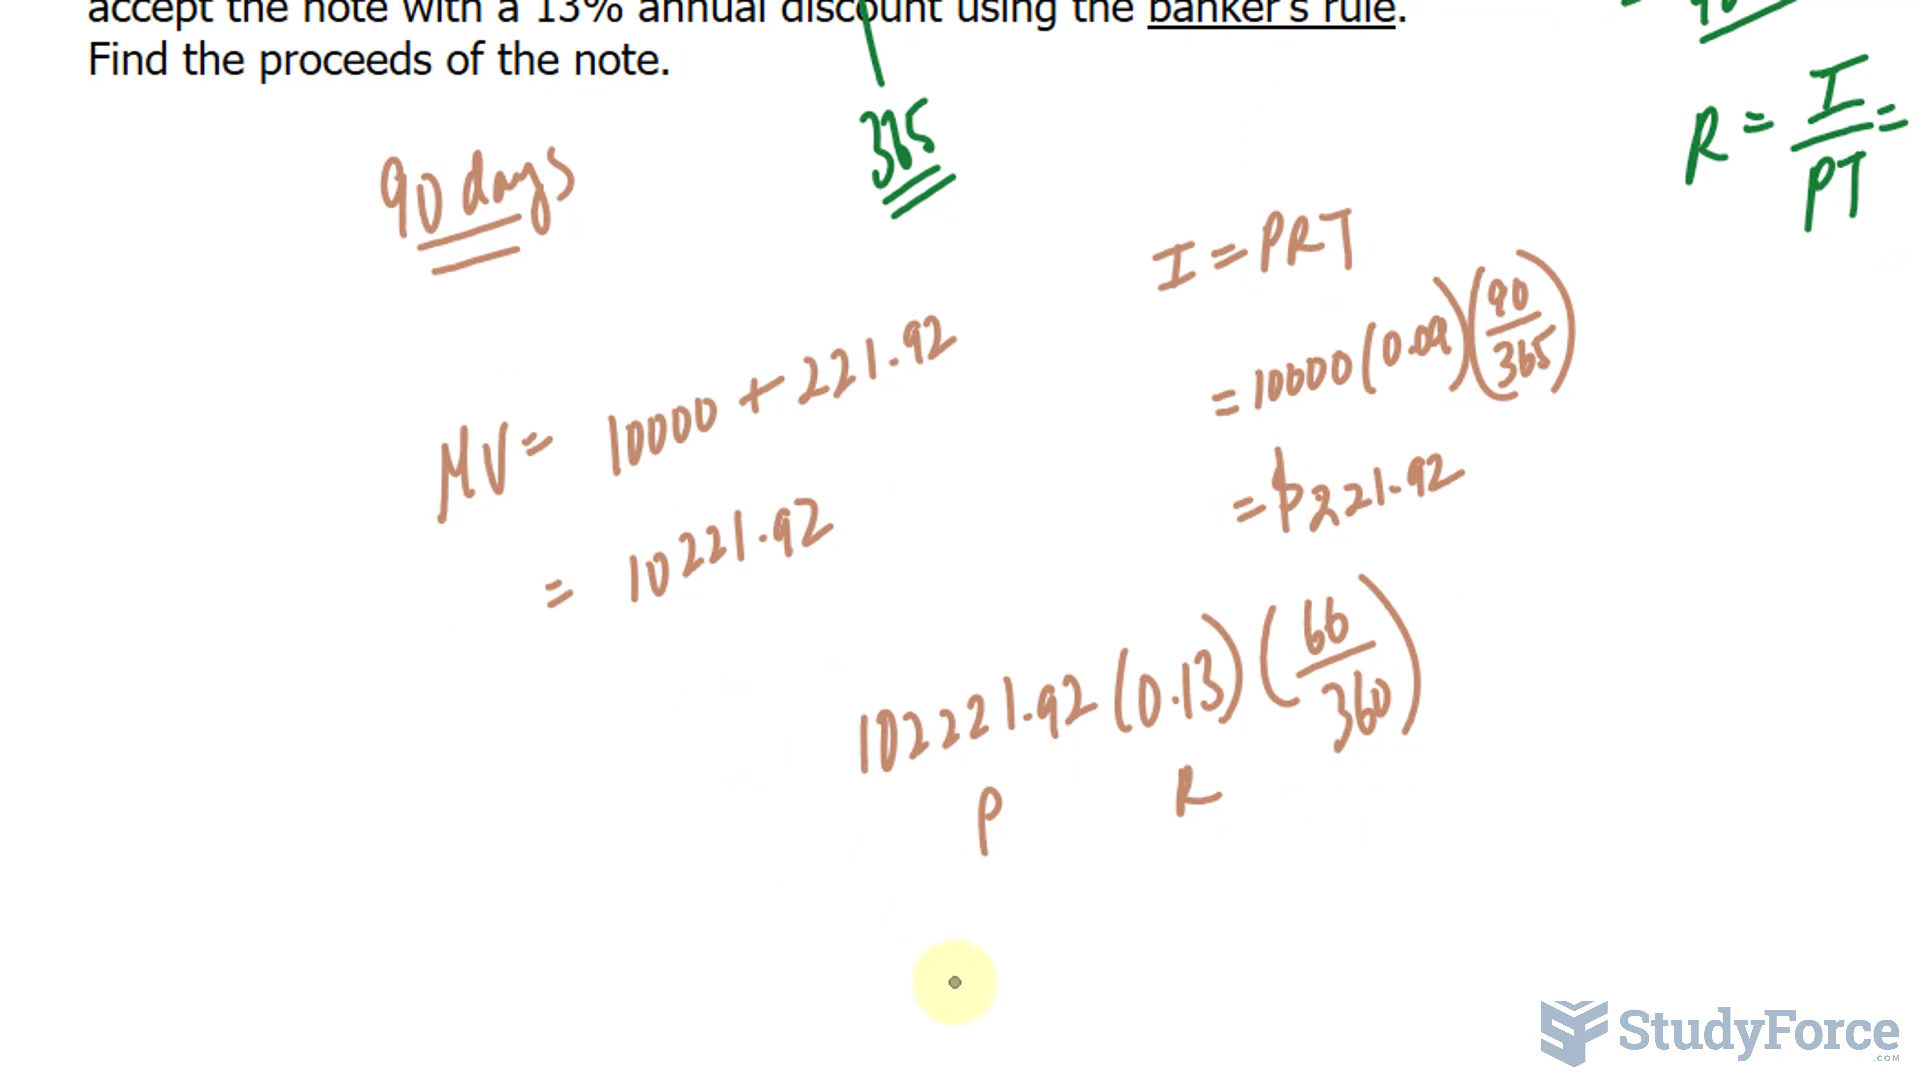 accept the note with a 13% annual discount using the banker's rule.
Find the proceeds of the note.
365
R = I/PT =
90 days
I = PRT
= 10000(0.09)(90/365)
= $221.92
MV = 10000 + 221.92
= 10221.92
102221.92(0.13)(66/360)
P R
StudyForce
.COM